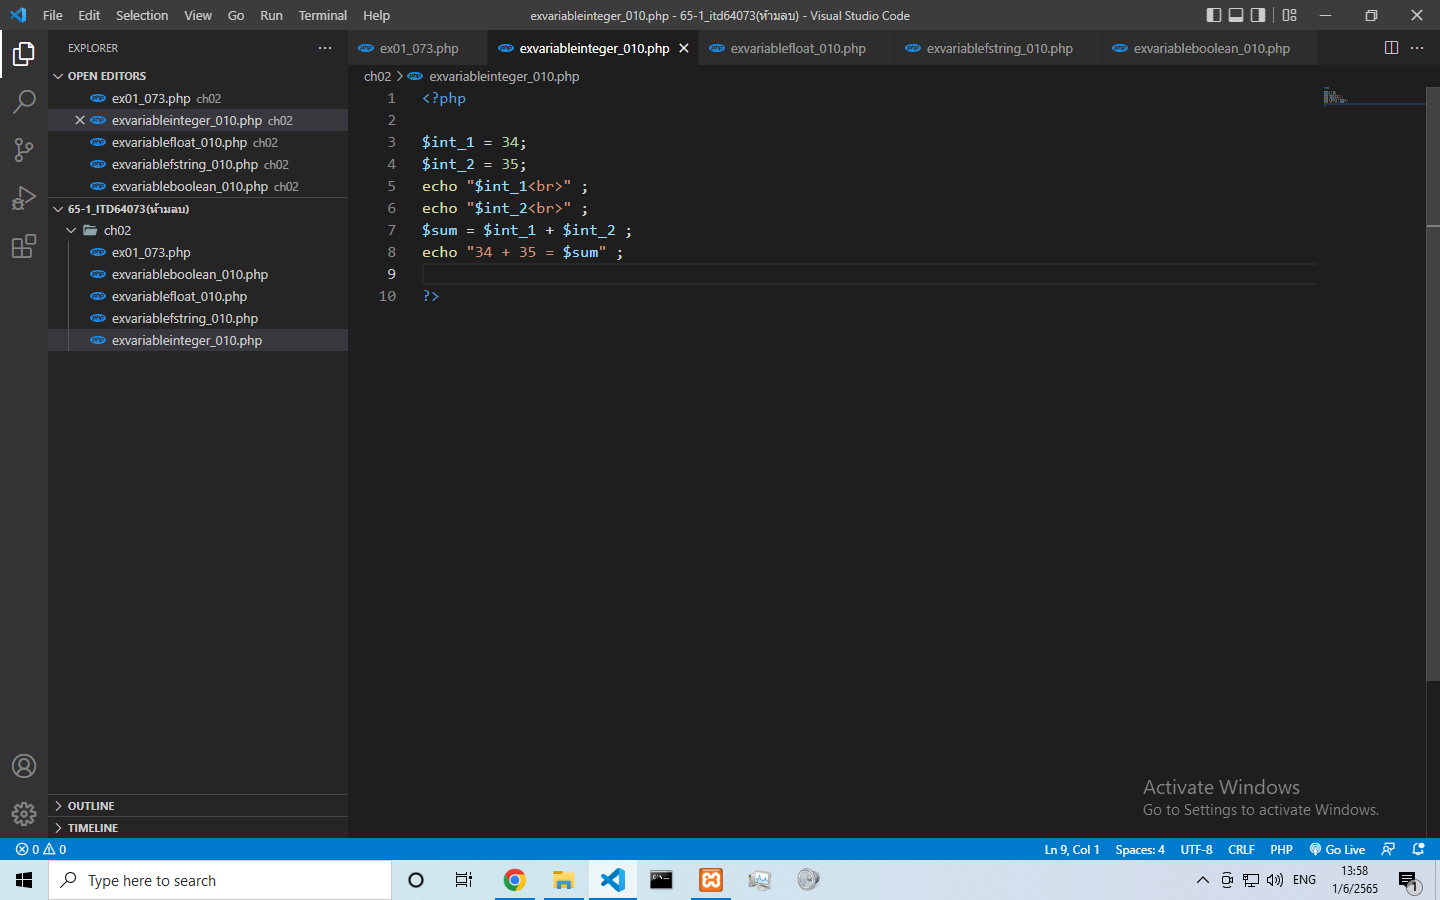 File Edit Selection View Go Run Terminal Help
exvariableinteger_010.php - 65-1_itd64073(ห้ามลบ) - Visual Studio Code
EXPLORER
OPEN EDITORS
ex01_073.php ch02
exvariableinteger_010.php ch02
exvariablefloat_010.php ch02
exvariablefstring_010.php ch02
exvariableboolean_010.php ch02
65-1_ITD64073(ห้ามลบ)
ch02
ex01_073.php
exvariableboolean_010.php
exvariablefloat_010.php
exvariablefstring_010.php
exvariableinteger_010.php
OUTLINE
TIMELINE
ex01_073.php exvariableinteger_010.php exvariablefloat_010.php exvariablefstring_010.php exvariableboolean_010.php
ch02 > exvariableinteger_010.php
1 <?php
2
3 $int_1 = 34;
4 $int_2 = 35;
5 echo "$int_1<br>" ;
6 echo "$int_2<br>" ;
7 $sum = $int_1 + $int_2 ;
8 echo "34 + 35 = $sum" ;
9
10 ?>
Activate Windows
Go to Settings to activate Windows.
0 0 Ln 9, Col 1 Spaces: 4 UTF-8 CRLF PHP Go Live
Type here to search
ENG
13:58
1/6/2565
1